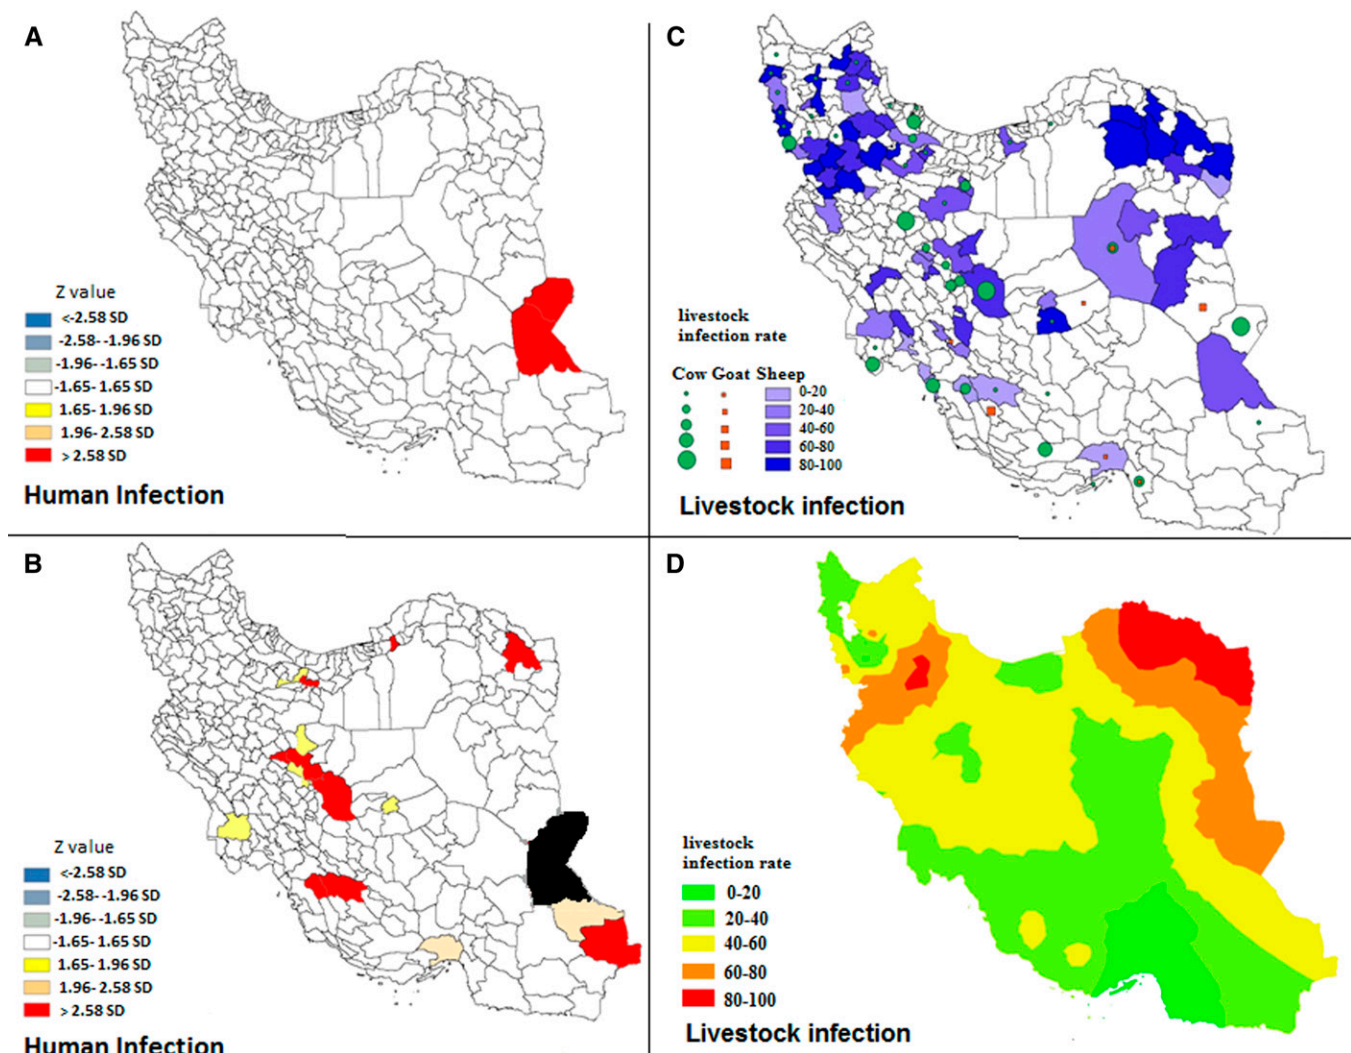 A
Z value
<-2.58 SD
-2.58- -1.96 SD
-1.96- -1.65 SD
-1.65- 1.65 SD
1.65- 1.96 SD
1.96- 2.58 SD
> 2.58 SD
Human Infection
C
livestock
infection rate
Cow Goat Sheep
0-20
20-40
40-60
60-80
80-100
Livestock infection
B
Z value
<-2.58 SD
-2.58- -1.96 SD
-1.96- -1.65 SD
-1.65- 1.65 SD
1.65- 1.96 SD
1.96- 2.58 SD
> 2.58 SD
Human Infection
D
livestock
infection rate
0-20
20-40
40-60
60-80
80-100
Livestock infection